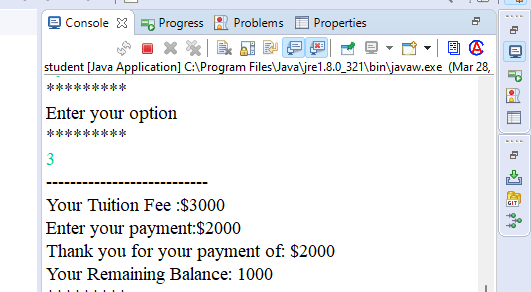 Console Progress Problems Properties
student [Java Application] C:\Program Files\Java\jre1.8.0_321\bin\javaw.exe (Mar 28,
*********
Enter your option
*********
3
---------------------------
Your Tuition Fee :$3000
Enter your payment:$2000
Thank you for your payment of: $2000
Your Remaining Balance: 1000
*********
GIT